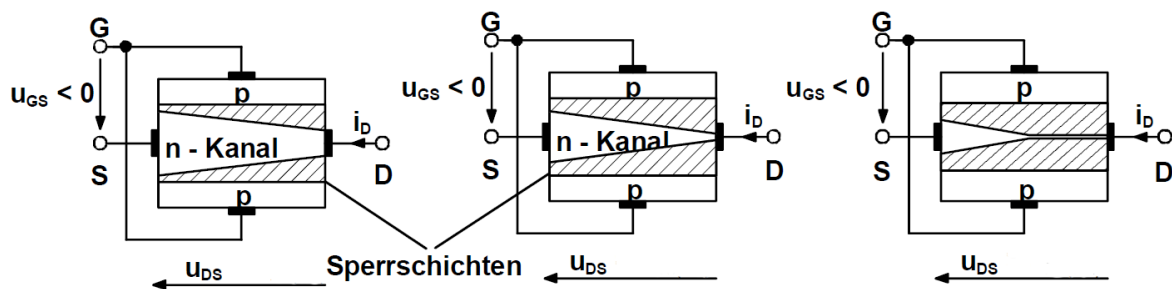 G
u_GS < 0
S
p
n - Kanal
p
i_D
D
u_DS
Sperrschichten
G
u_GS < 0
S
p
n - Kanal
p
i_D
D
u_DS
G
u_GS < 0
S
p
p
i_D
D
u_DS